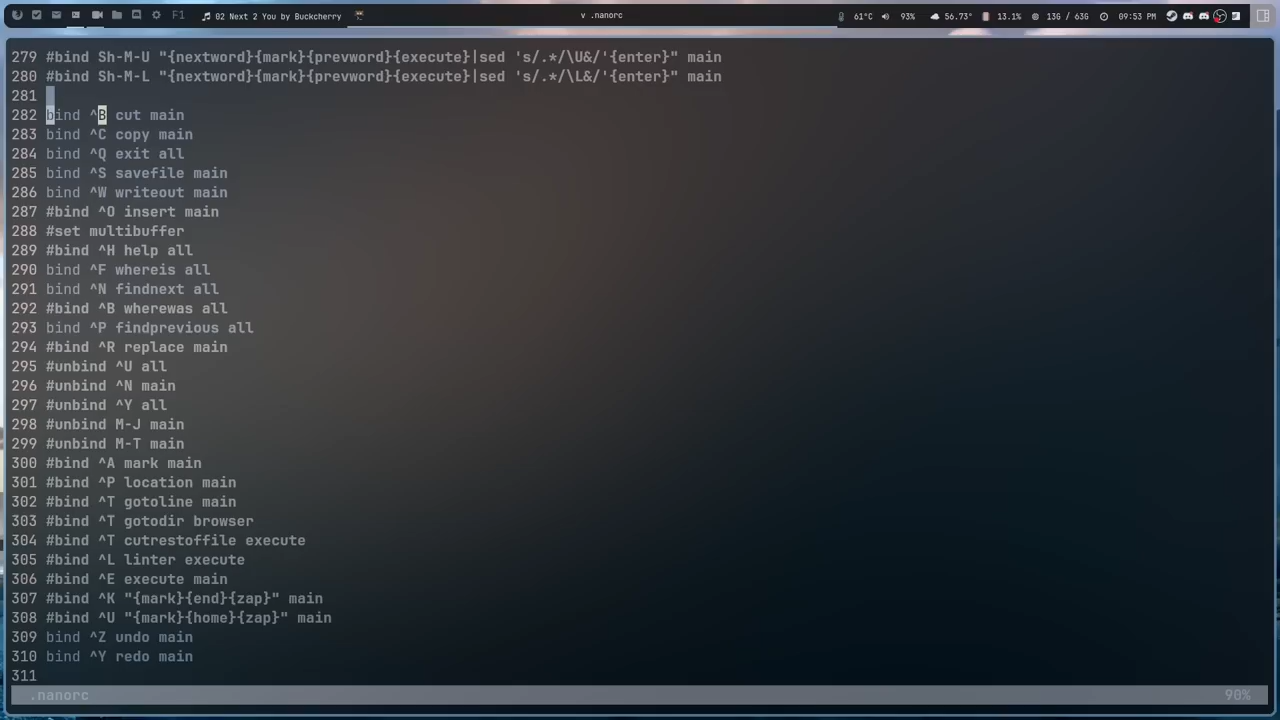 F1
02 Next 2 You by Buckcherry
v .nanorc
61°C
93%
56.73°
13.1%
13G / 63G
09:53 PM
279 #bind Sh-M-U "{nextword}{mark}{prevword}{execute}|sed 's/.*/\U&/'{enter}" main
280 #bind Sh-M-L "{nextword}{mark}{prevword}{execute}|sed 's/.*/\L&/'{enter}" main
281
282 bind ^B cut main
283 bind ^C copy main
284 bind ^Q exit all
285 bind ^S savefile main
286 bind ^W writeout main
287 #bind ^O insert main
288 #set multibuffer
289 #bind ^H help all
290 bind ^F whereis all
291 bind ^N findnext all
292 #bind ^B wherewas all
293 bind ^P findprevious all
294 #bind ^R replace main
295 #unbind ^U all
296 #unbind ^N main
297 #unbind ^Y all
298 #unbind M-J main
299 #unbind M-T main
300 #bind ^A mark main
301 #bind ^P location main
302 #bind ^T gotoline main
303 #bind ^T gotodir browser
304 #bind ^T cutrestoffile execute
305 #bind ^L linter execute
306 #bind ^E execute main
307 #bind ^K "{mark}{end}{zap}" main
308 #bind ^U "{mark}{home}{zap}" main
309 bind ^Z undo main
310 bind ^Y redo main
311
.nanorc
90%